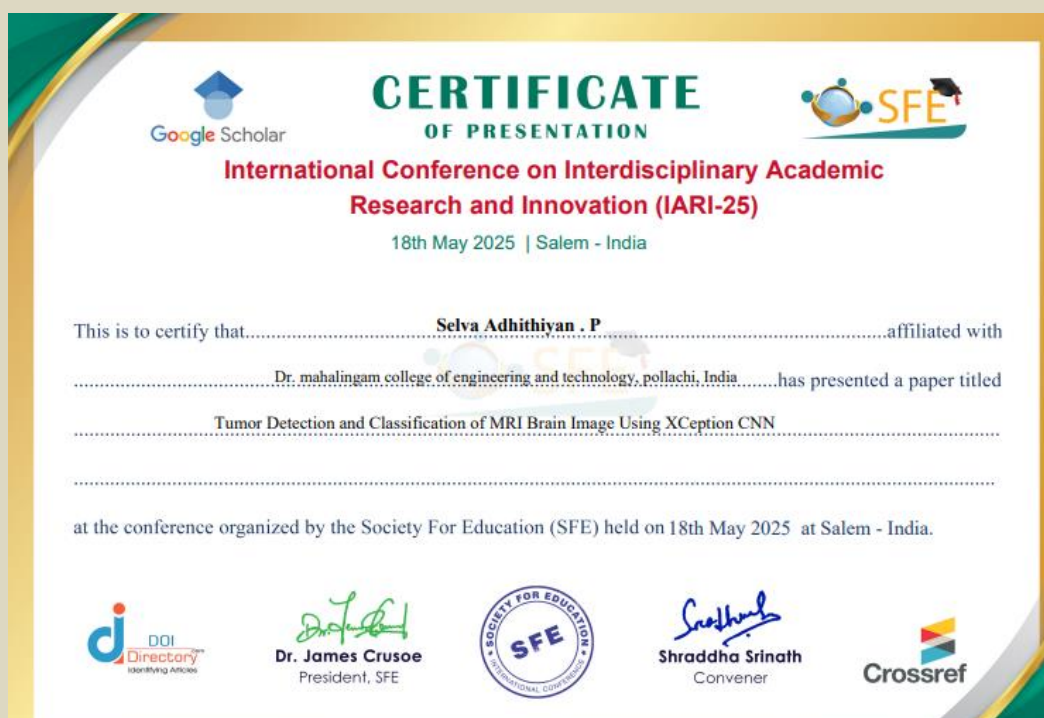 Google Scholar
CERTIFICATE
OF PRESENTATION
SFE
International Conference on Interdisciplinary Academic
Research and Innovation (IARI-25)
18th May 2025 | Salem - India
This is to certify that..............Selva Adhithiyan . P..............affiliated with
..............Dr. mahalingam college of engineering and technology, pollachi, India.......has presented a paper titled
Tumor Detection and Classification of MRI Brain Image Using XCeption CNN
at the conference organized by the Society For Education (SFE) held on 18th May 2025 at Salem - India.
DOI
Directory
Identifying Articles
Dr. James Crusoe
President, SFE
SOCIETY FOR EDUCATION
SFE
INTERNATIONAL CONFERENCE
Shraddha Srinath
Convener
Crossref